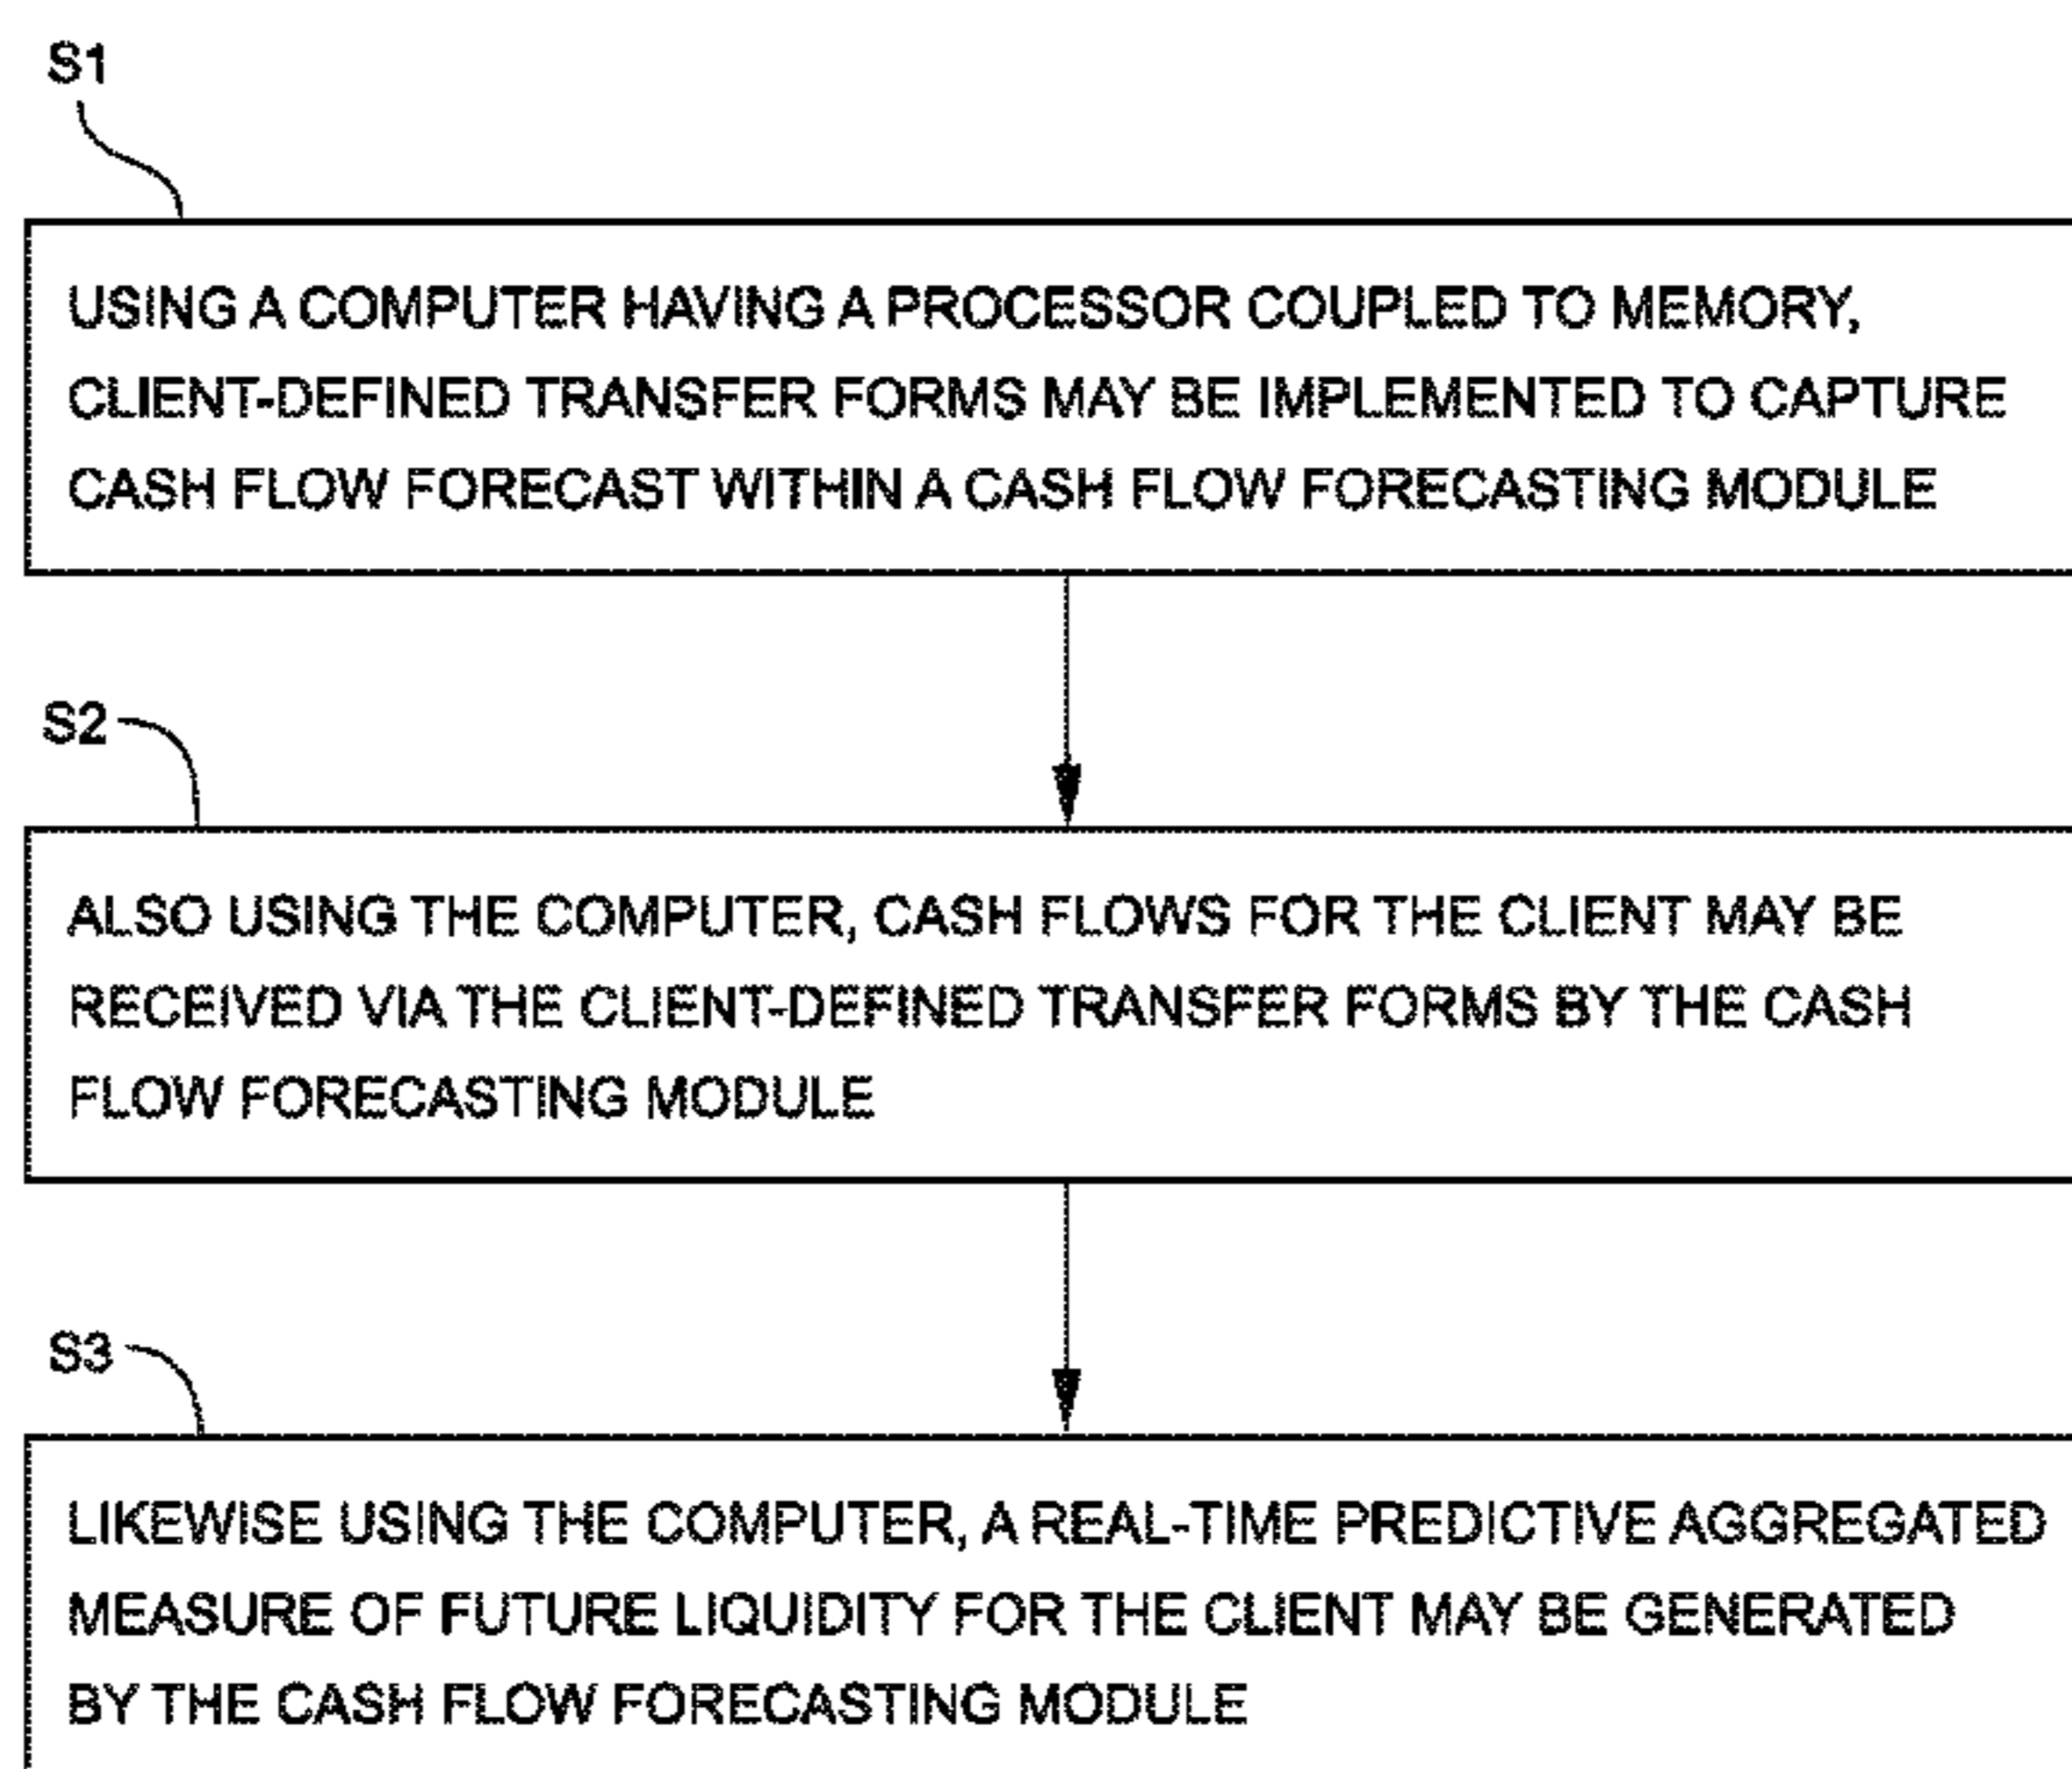 S1
USING A COMPUTER HAVING A PROCESSOR COUPLED TO MEMORY,
CLIENT-DEFINED TRANSFER FORMS MAY BE IMPLEMENTED TO CAPTURE
CASH FLOW FORECAST WITHIN A CASH FLOW FORECASTING MODULE
S2
ALSO USING THE COMPUTER, CASH FLOWS FOR THE CLIENT MAY BE
RECEIVED VIA THE CLIENT-DEFINED TRANSFER FORMS BY THE CASH
FLOW FORECASTING MODULE
S3
LIKEWISE USING THE COMPUTER, A REAL-TIME PREDICTIVE AGGREGATED
MEASURE OF FUTURE LIQUIDITY FOR THE CLIENT MAY BE GENERATED
BY THE CASH FLOW FORECASTING MODULE